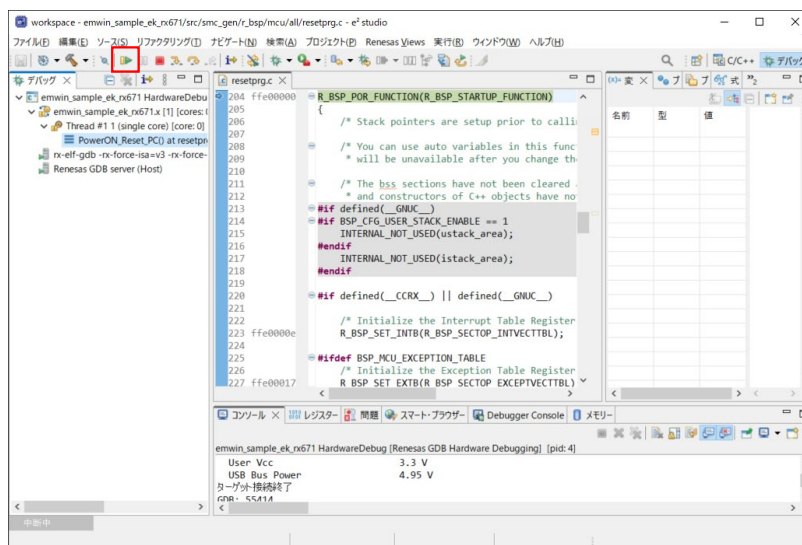 workspace - emwin_sample_ek_rx671/src/smc_gen/r_bsp/mcu/all/resetprg.c - e² studio
ファイル(F) 編集(E) ソース(S) リファクタリング(T) ナビゲート(N) 検索(A) プロジェクト(P) Renesas Views 実行(R) ウィンドウ(W) ヘルプ(H)
C/C++ デバッグ
デバッグ
emwin_sample_ek_rx671 HardwareDebu
emwin_sample_ek_rx671.x [1] [cores: 
Thread #1 1 (single core) [core: 0]
PowerON_Reset_PC() at resetpr
rx-elf-gdb -rx-force-isa=v3 -rx-force-
Renesas GDB server (Host)
resetprg.c
204 ffe00000 R_BSP_POR_FUNCTION(R_BSP_STARTUP_FUNCTION)
205 {
206 /* Stack pointers are setup prior to calli
207
208 /* You can use auto variables in this func
209 * will be unavailable after you change the
210
211 /* The bss sections have not been cleared
212 * and constructors of C++ objects have no
213 #if defined(__GNUC__)
214 #if BSP_CFG_USER_STACK_ENABLE == 1
215 INTERNAL_NOT_USED(ustack_area);
216 #endif
217 INTERNAL_NOT_USED(istack_area);
218 #endif
219
220 #if defined(__CCRX__) || defined(__GNUC__)
221
222 /* Initialize the Interrupt Table Register
223 ffe0000e R_BSP_SET_INTB(R_BSP_SECTOP_INTVECTTBL);
224
225 #ifdef BSP_MCU_EXCEPTION_TABLE
226 /* Initialize the Exception Table Register
227 ffe00017 R_BSP_SET_EXTB(R_BSP_SECTOP_EXCEPTVECTTBL)
(x)= 変 ブ ブ 式 2
名前 型 値
コンソール レジスター 問題 スマート・ブラウザー Debugger Console メモリー
emwin_sample_ek_rx671 HardwareDebug [Renesas GDB Hardware Debugging] [pid: 4]
User Vcc 3.3 V
USB Bus Power 4.95 V
ターゲット接続終了
GDB: 55414
中断中